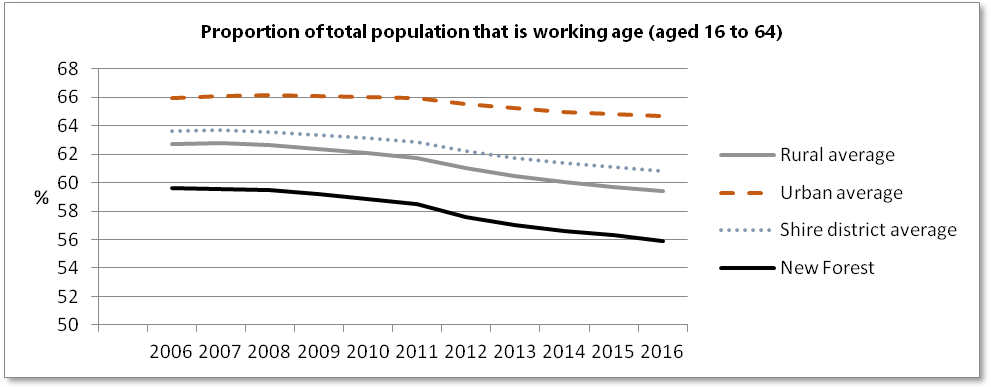 Proportion of total population that is working age (aged 16 to 64)
68
66
64
62
60
58
56
54
52
50
%
2006 2007 2008 2009 2010 2011 2012 2013 2014 2015 2016
Rural average
Urban average
Shire district average
New Forest